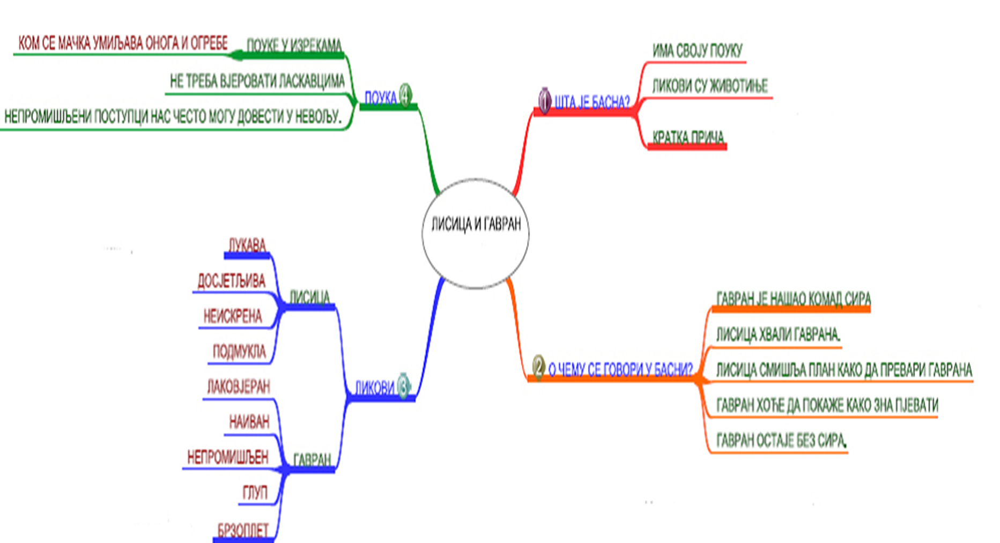 ЛИСИЦА И ГАВРАН
1 ШТА ЈЕ БАСНА?
ИМА СВОЈУ ПОУКУ
ЛИКОВИ СУ ЖИВОТИЊЕ
КРАТКА ПРИЧА
2 О ЧЕМУ СЕ ГОВОРИ У БАСНИ?
ГАВРАН ЈЕ НАШАО КОМАД СИРА
ЛИСИЦА ХВАЛИ ГАВРАНА.
ЛИСИЦА СМИШЉА ПЛАН КАКО ДА ПРЕВАРИ ГАВРАНА
ГАВРАН ХОЋЕ ДА ПОКАЖЕ КАКО ЗНА ПЈЕВАТИ
ГАВРАН ОСТАЈЕ БЕЗ СИРА.
ЛИКОВИ 3
ЛИСИЦА
ЛУКАВА
ДОСЈЕТЉИВА
НЕИСКРЕНА
ПОДМУКЛА
ГАВРАН
ЛАКОВЈЕРАН
НАИВАН
НЕПРОМИШЉЕН
ГЛУП
БРЗОПЛЕТ
ПОУКА 4
ПОУКЕ У ИЗРЕКАМА
КОМ СЕ МАЧКА УМИЉАВА ОНОГА И ОГРЕБЕ
НЕ ТРЕБА ВЈЕРОВАТИ ЛАСКАВЦИМА
НЕПРОМИШЉЕНИ ПОСТУПЦИ НАС ЧЕСТО МОГУ ДОВЕСТИ У НЕВОЉУ.